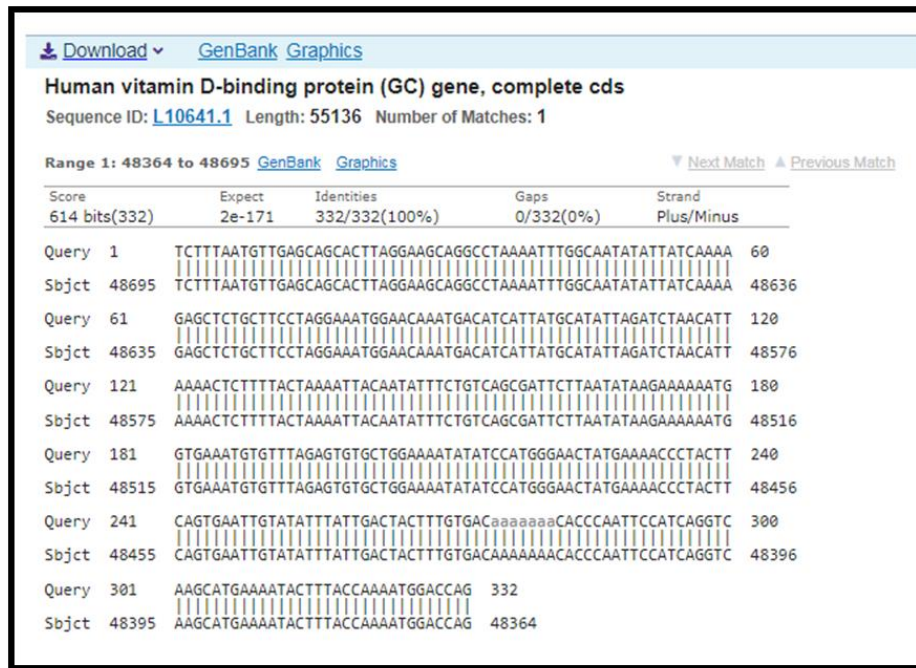 Download GenBank Graphics
Human vitamin D-binding protein (GC) gene, complete cds
Sequence ID: L10641.1 Length: 55136 Number of Matches: 1
Range 1: 48364 to 48695 GenBank Graphics Next Match Previous Match
Score Expect Identities Gaps Strand
614 bits(332) 2e-171 332/332(100%) 0/332(0%) Plus/Minus
Query 1 TCTTTAATGTTGAGCAGCACTTAGGAAGCAGGCCTAAAATTTGGCAATATATTATCAAAA 60
Sbjct 48695 TCTTTAATGTTGAGCAGCACTTAGGAAGCAGGCCTAAAATTTGGCAATATATTATCAAAA 48636
Query 61 GAGCTCTGCTTCCTAGGAAATGGAACAAATGACATCATTATGCATATTAGATCTAACATT 120
Sbjct 48635 GAGCTCTGCTTCCTAGGAAATGGAACAAATGACATCATTATGCATATTAGATCTAACATT 48576
Query 121 AAAACTCTTTTACTAAAATTACAATATTTCTGTCAGCGATTCTTAATATAAGAAAAAATG 180
Sbjct 48575 AAAACTCTTTTACTAAAATTACAATATTTCTGTCAGCGATTCTTAATATAAGAAAAAATG 48516
Query 181 GTGAAATGTGTTTAGAGTGTGCTGGAAAATATATCCATGGGAACTATGAAAACCCTACTT 240
Sbjct 48515 GTGAAATGTGTTTAGAGTGTGCTGGAAAATATATCCATGGGAACTATGAAAACCCTACTT 48456
Query 241 CAGTGAATTGTATATTTATTGACTACTTTGTGACaaaaaaaCACCCAATTCCATCAGGTC 300
Sbjct 48455 CAGTGAATTGTATATTTATTGACTACTTTGTGACAAAAAAACACCCAATTCCATCAGGTC 48396
Query 301 AAGCATGAAAATACTTTACCAAAATGGACCAG 332
Sbjct 48395 AAGCATGAAAATACTTTACCAAAATGGACCAG 48364